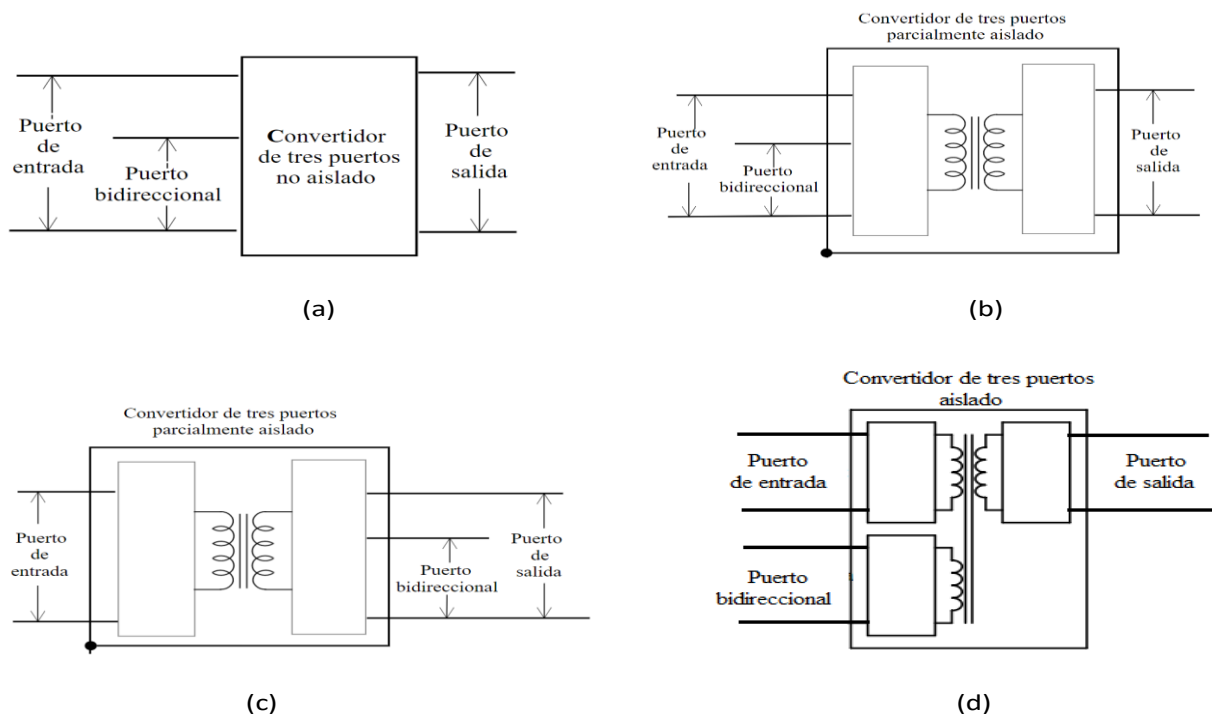 Puerto
de
entrada
Puerto
bidireccional
Convertidor
de tres puertos
no aislado
Puerto
de
salida
(a)
Convertidor de tres puertos
parcialmente aislado
Puerto
de
entrada
Puerto
bidireccional
Puerto
de
salida
(b)
Convertidor de tres puertos
parcialmente aislado
Puerto
de
entrada
Puerto
bidireccional
Puerto
de
salida
(c)
Convertidor de tres puertos
aislado
Puerto
de entrada
Puerto
de salida
Puerto
bidireccional
(d)